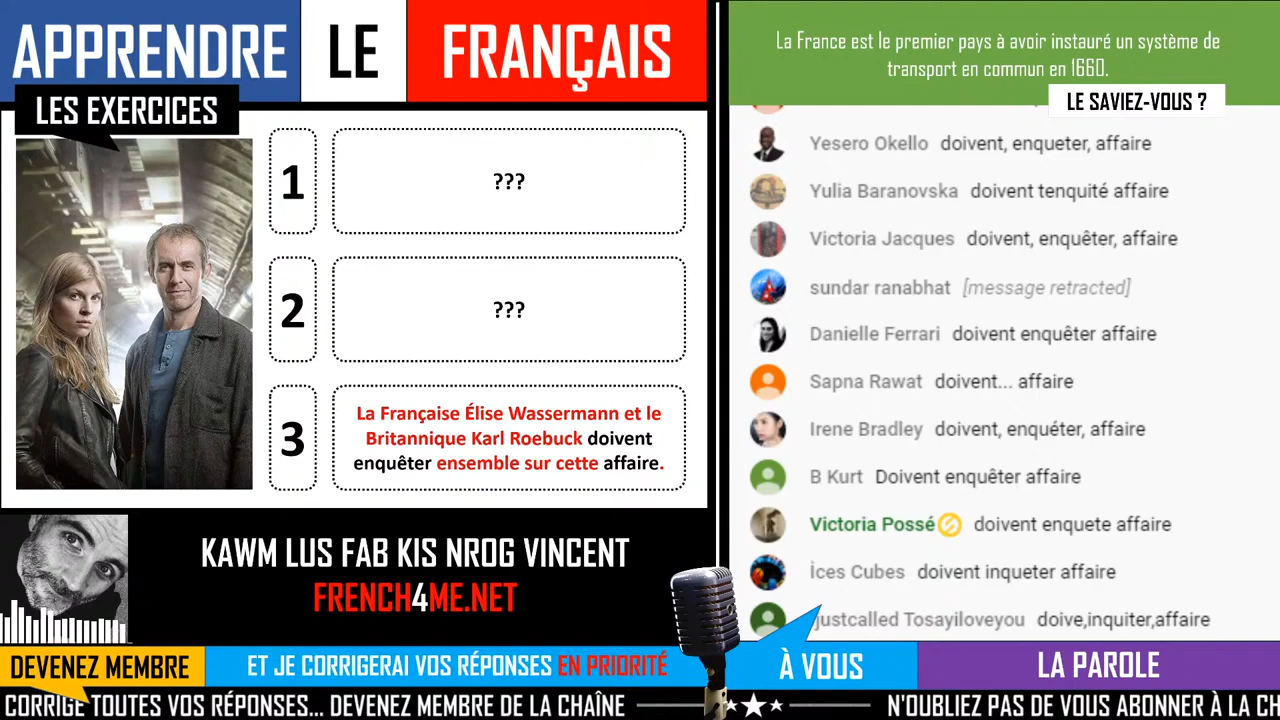 APPRENDRE LE FRANÇAIS
LES EXERCICES
1
???
2
???
3
La Française Élise Wassermann et le
Britannique Karl Roebuck doivent
enquêter ensemble sur cette affaire.
KAWM LUS FAB KIS NROG VINCENT
FRENCH4ME.NET
DEVENEZ MEMBRE
ET JE CORRIGERAI VOS RÉPONSES EN PRIORITÉ
La France est le premier pays à avoir instauré un système de
transport en commun en 1660.
LE SAVIEZ-VOUS ?
Yesero Okello doivent, enqueter, affaire
Yulia Baranovska doivent tenquité affaire
Victoria Jacques doivent, enquêter, affaire
sundar ranabhat [message retracted]
Danielle Ferrari doivent enquêter affaire
Sapna Rawat doivent... affaire
Irene Bradley doivent, enquéter, affaire
B Kurt Doivent enquêter affaire
Victoria Possé doivent enquete affaire
İces Cubes doivent inqueter affaire
justcalled Tosayiloveyou doive,inquiter,affaire
À VOUS
LA PAROLE
CORRIGE TOUTES VOS RÉPONSES... DEVENEZ MEMBRE DE LA CHAÎNE
N'OUBLIEZ PAS DE VOUS ABONNER À LA CH